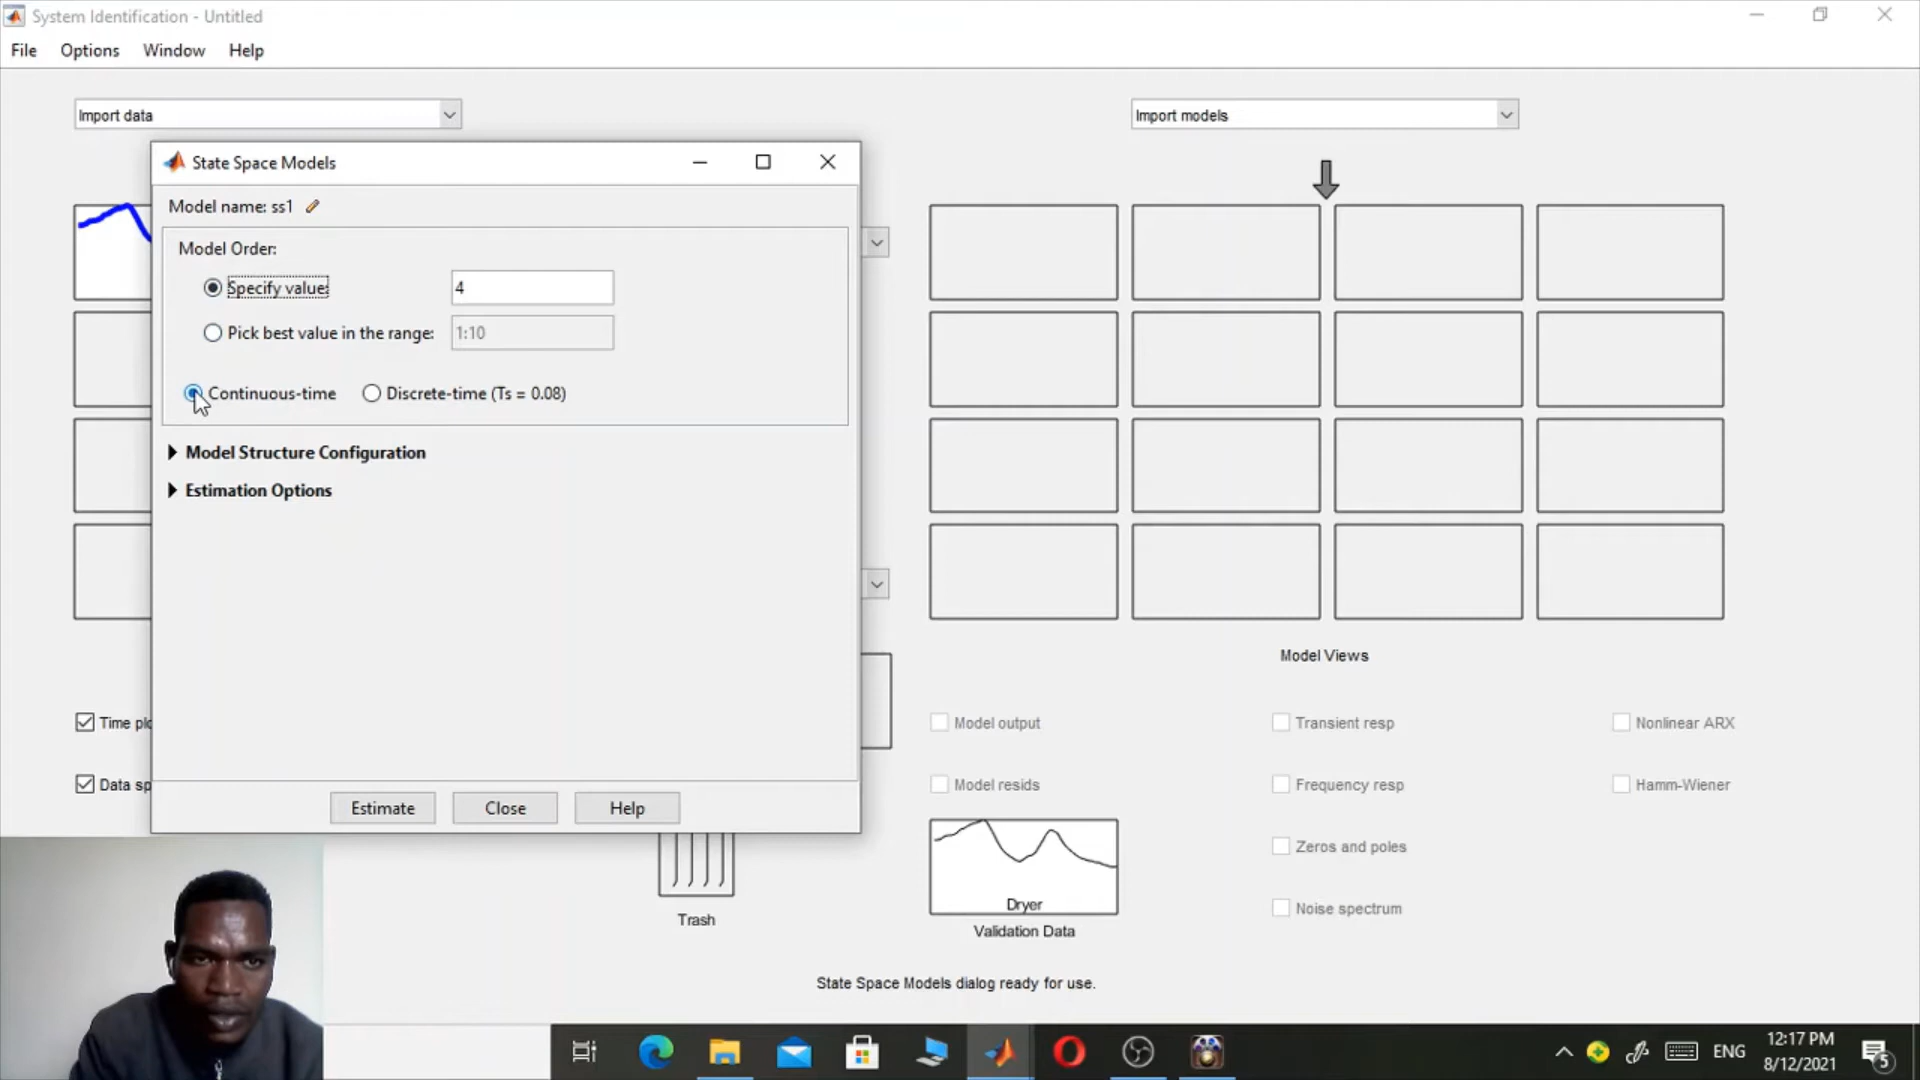 System Identification - Untitled
File Options Window Help
Import data
Import models
State Space Models
Model name: ss1
Model Order:
Specify value: 4
Pick best value in the range: 1:10
Continuous-time Discrete-time (Ts = 0.08)
Model Structure Configuration
Estimation Options
Model Views
Time plo
Model output
Transient resp
Nonlinear ARX
Data sp
Model resids
Frequency resp
Hamm-Wiener
Estimate Close Help
Zeros and poles
Dryer
Noise spectrum
Trash
Validation Data
State Space Models dialog ready for use.
ENG
12:17 PM
8/12/2021
5